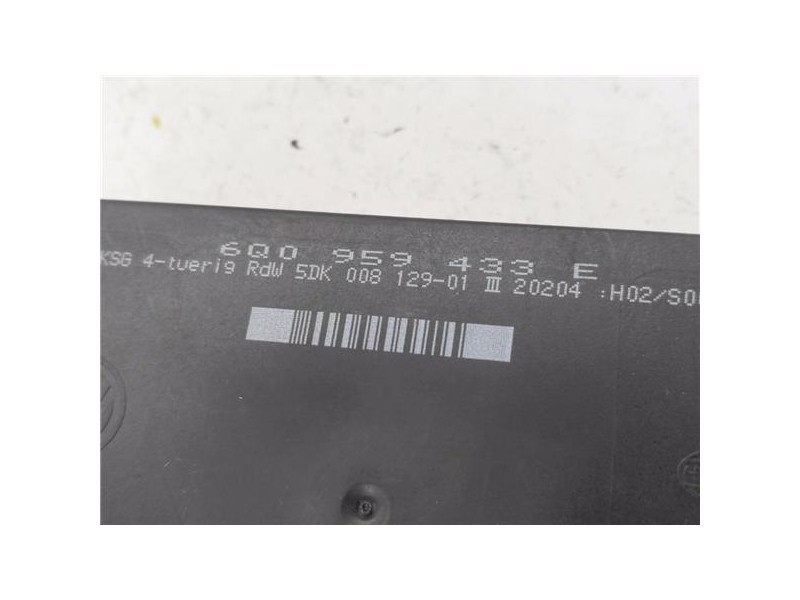 6Q0 959 433 E
KSG 4-tuerig RdW 5DK 008 129-01 III 20204 :H02/S0